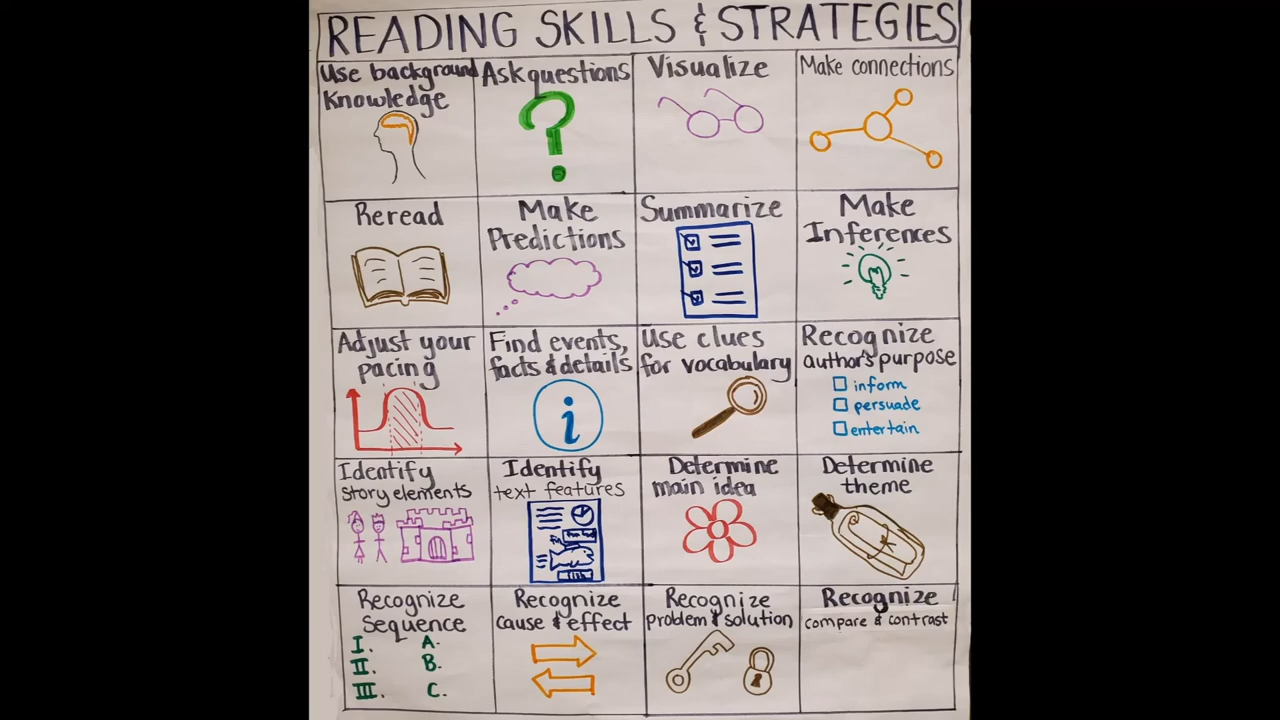 READING SKILLS & STRATEGIES
Use background
Knowledge
Ask questions
Visualize
Make connections
Reread
Make
Predictions
Summarize
Make
Inferences
Adjust your
pacing
Find events,
facts & details
Use clues
for vocabulary
Recognize
author's purpose
inform
persuade
entertain
Identify
story elements
Identify
text features
Determine
main idea
Determine
theme
Recognize
Sequence
I. A.
II. B.
III. C.
Recognize
cause & effect
Recognize
problem & solution
Recognize
compare & contrast